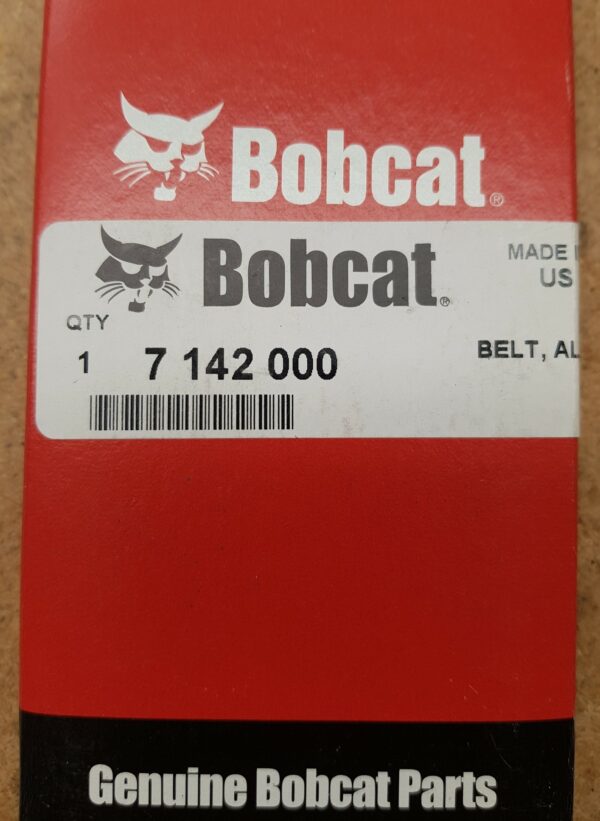 Bobcat®
Bobcat®
MADE
US
QTY
1 7 142 000
BELT, AL
Genuine Bobcat Parts